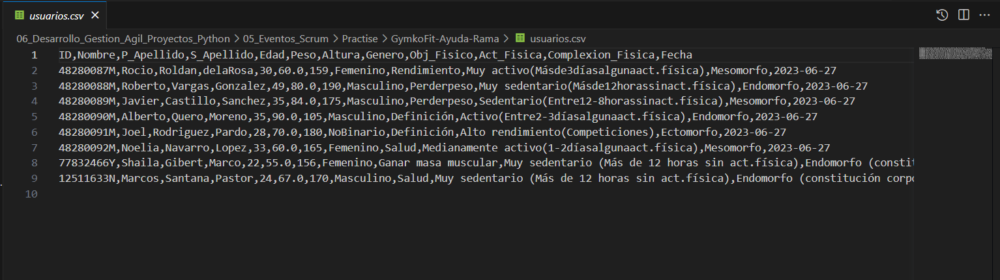 usuarios.csv
06_Desarrollo_Gestion_Agil_Proyectos_Python > 05_Eventos_Scrum > Practise > GymkoFit-Ayuda-Rama > usuarios.csv
1 ID,Nombre,P_Apellido,S_Apellido,Edad,Peso,Altura,Genero,Obj_Fisico,Act_Fisica,Complexion_Fisica,Fecha
2 48280087M,Rocio,Roldan,delaRosa,30,60.0,159,Femenino,Rendimiento,Muy activo(Másde3díasalgunaact.física),Mesomorfo,2023-06-27
3 48280088M,Roberto,Vargas,Gonzalez,49,80.0,190,Masculino,Perderpeso,Muy sedentario(Másde12horassinact.física),Endomorfo,2023-06-27
4 48280089M,Javier,Castillo,Sanchez,35,84.0,175,Masculino,Perderpeso,Sedentario(Entre12-8horassinact.física),Mesomorfo,2023-06-27
5 48280090M,Alberto,Quero,Moreno,35,90.0,105,Masculino,Definición,Activo(Entre2-3díasalgunaact.física),Endomorfo,2023-06-27
6 48280091M,Joel,Rodriguez,Pardo,28,70.0,180,NoBinario,Definición,Alto rendimiento(Competiciones),Ectomorfo,2023-06-27
7 48280092M,Noelia,Navarro,Lopez,33,60.0,165,Femenino,Salud,Medianamente activo(1-2díasalgunaact.física),Mesomorfo,2023-06-27
8 77832466Y,Shaila,Gibert,Marco,22,55.0,156,Femenino,Ganar masa muscular,Muy sedentario (Más de 12 horas sin act.física),Endomorfo (constit
9 12511633N,Marcos,Santana,Pastor,24,67.0,170,Masculino,Salud,Muy sedentario (Más de 12 horas sin act.física),Endomorfo (constitución corpo
10